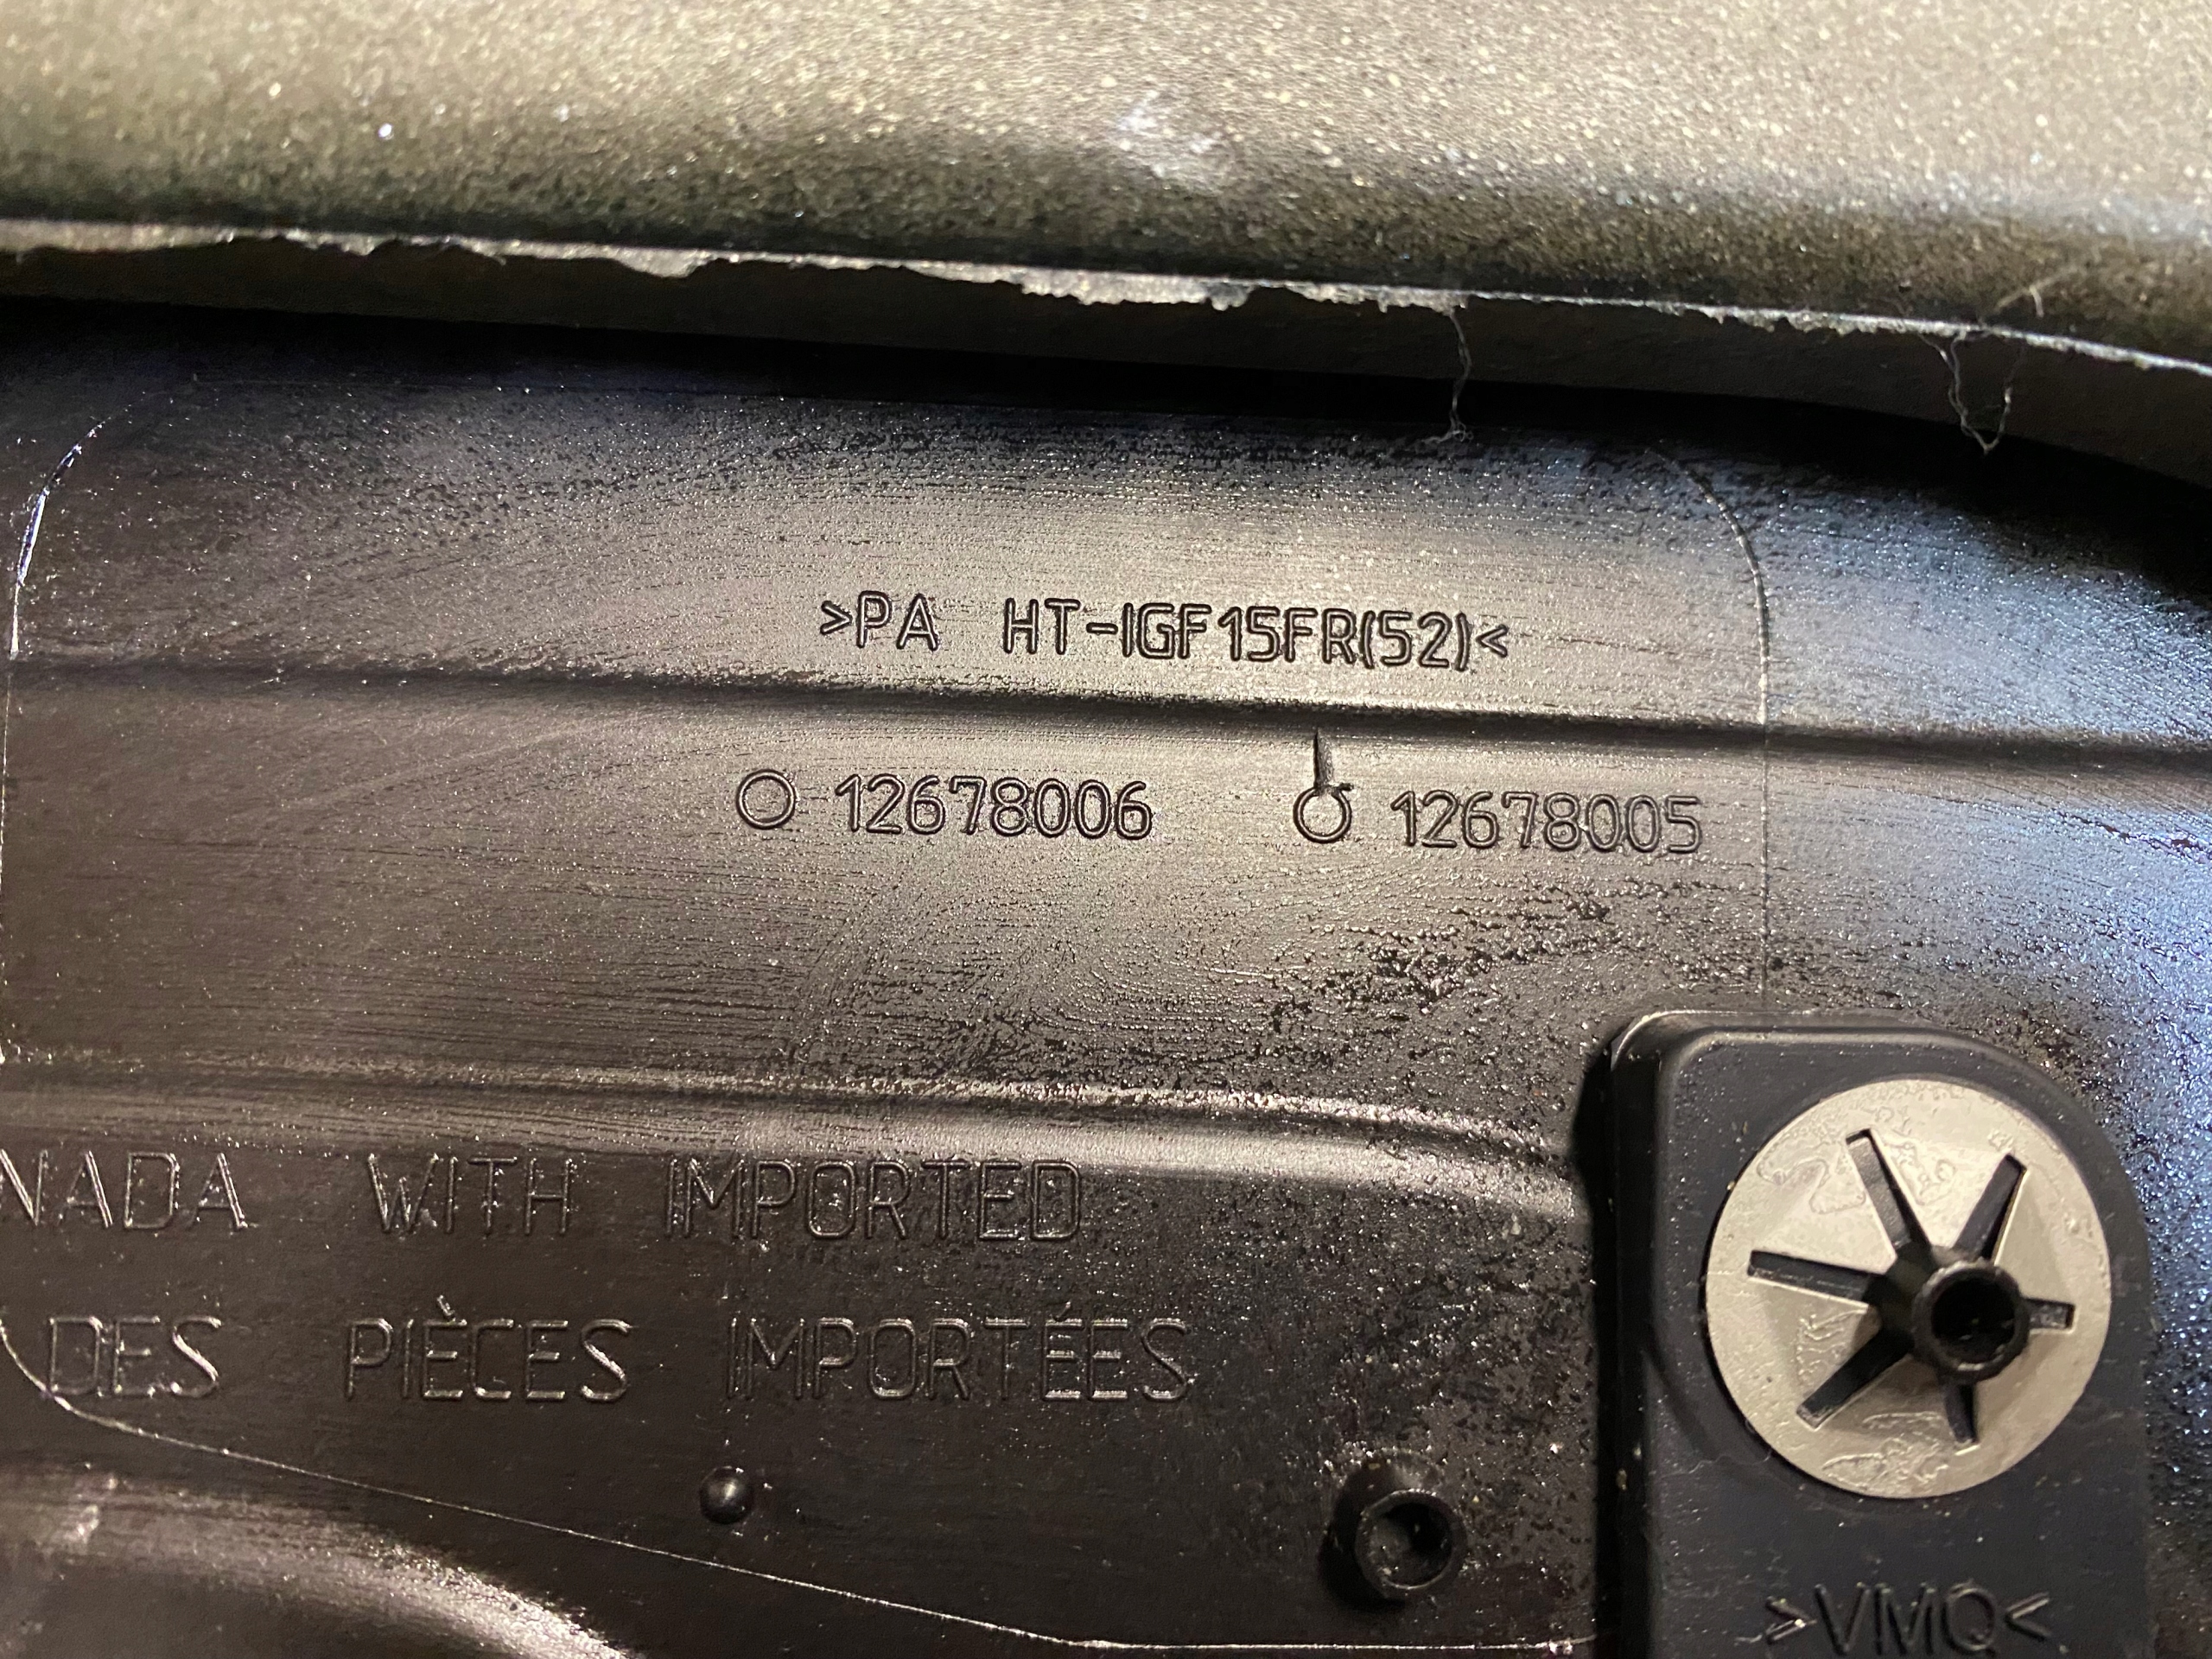 >PA HT-IGF15FR(52)<
12678006 12678005
NADA WITH IMPORTED
DES PIÈCES IMPORTÉES
>VMQ<